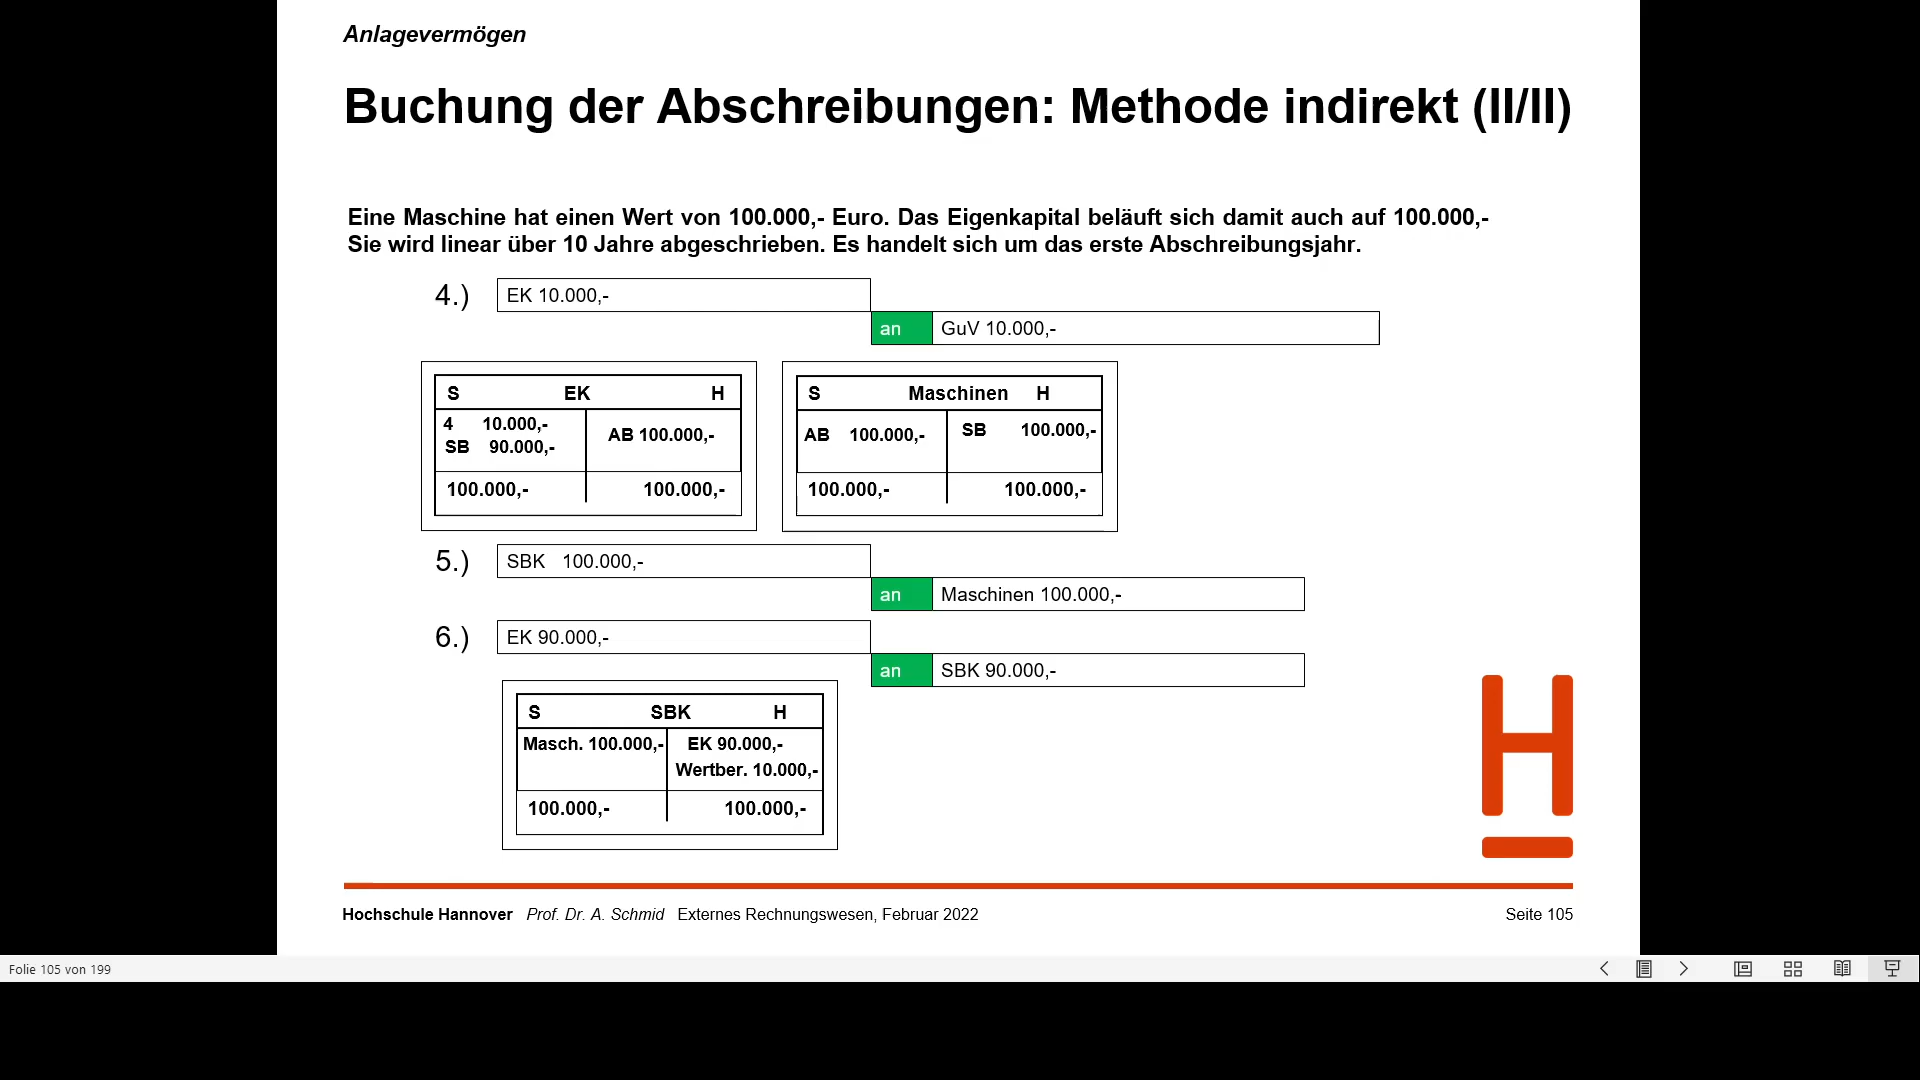 Anlagevermögen
Buchung der Abschreibungen: Methode indirekt (II/II)
Eine Maschine hat einen Wert von 100.000,- Euro. Das Eigenkapital beläuft sich damit auch auf 100.000,-
Sie wird linear über 10 Jahre abgeschrieben. Es handelt sich um das erste Abschreibungsjahr.
4.) EK 10.000,-
an GuV 10.000,-
S EK H
4 10.000,-
SB 90.000,-
AB 100.000,-
100.000,- 100.000,-
S Maschinen H
AB 100.000,- SB 100.000,-
100.000,- 100.000,-
5.) SBK 100.000,-
an Maschinen 100.000,-
6.) EK 90.000,-
an SBK 90.000,-
S SBK H
Masch. 100.000,- EK 90.000,-
Wertber. 10.000,-
100.000,- 100.000,-
H
Hochschule Hannover Prof. Dr. A. Schmid Externes Rechnungswesen, Februar 2022 Seite 105
Folie 105 von 199